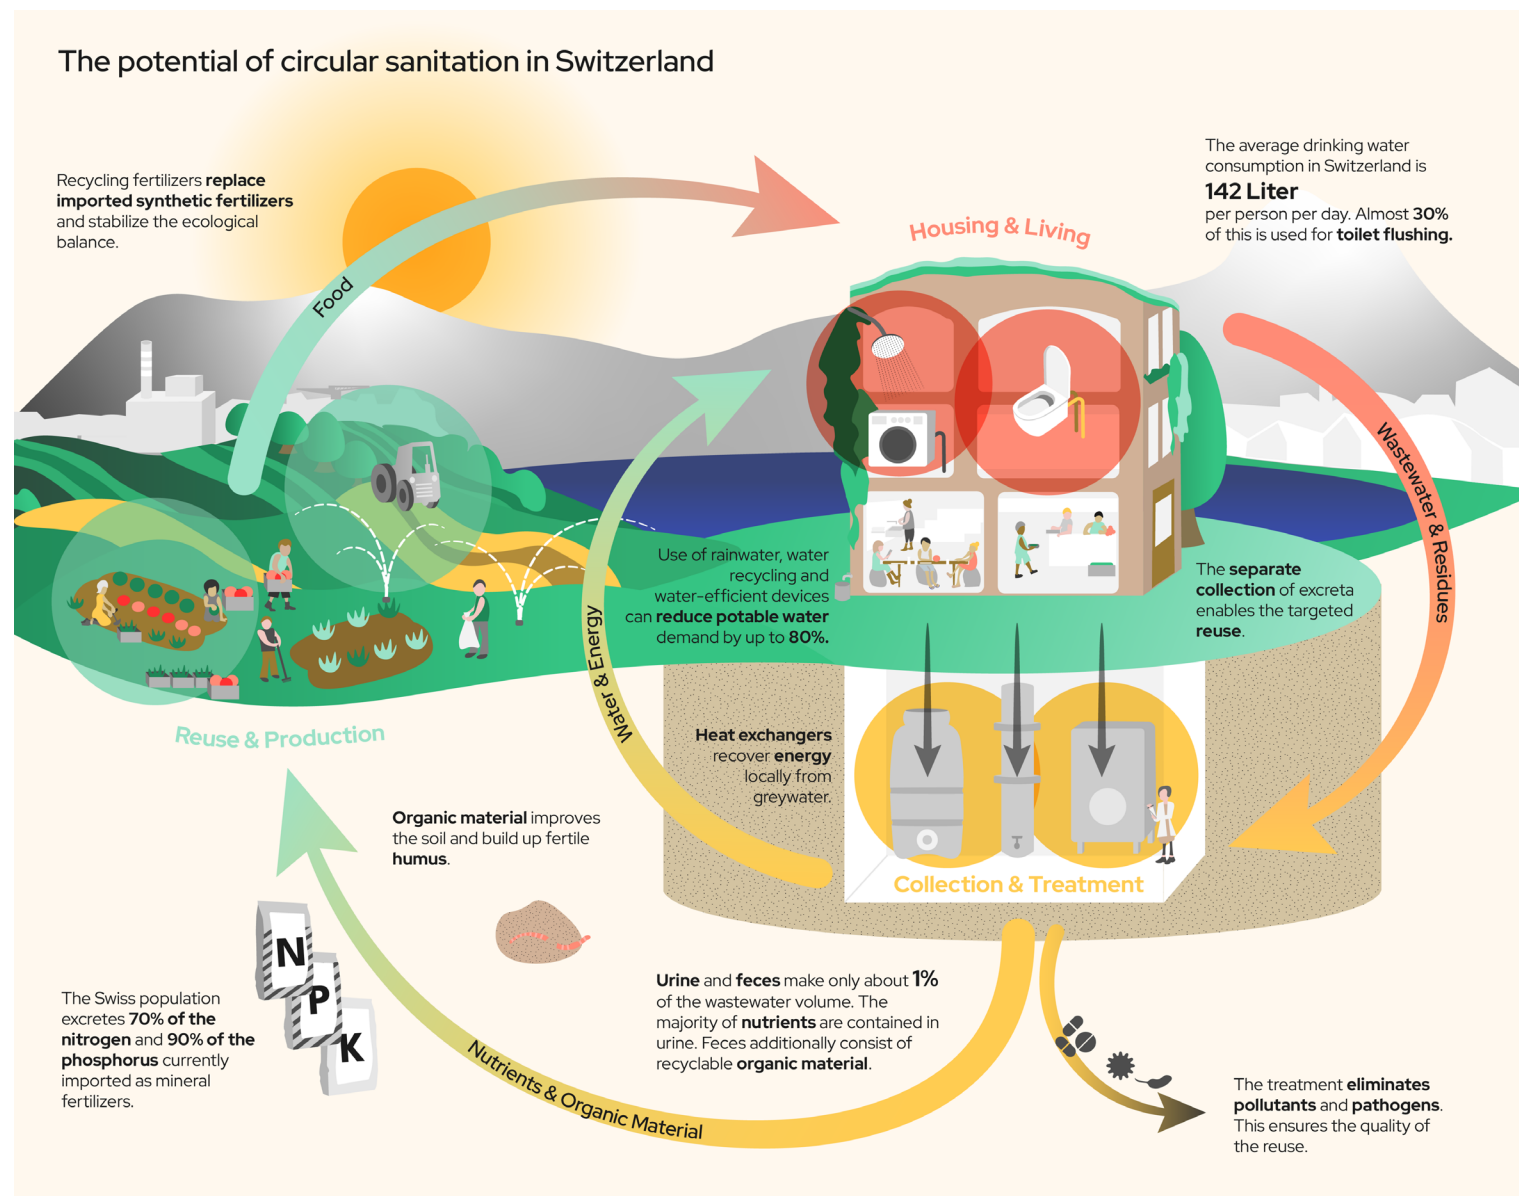 The potential of circular sanitation in Switzerland
Recycling fertilizers replace
imported synthetic fertilizers
and stabilize the ecological
balance.
The average drinking water
consumption in Switzerland is
142 Liter
per person per day. Almost 30%
of this is used for toilet flushing.
Housing & Living
Food
Wastewater & Residues
Use of rainwater, water
recycling and
water-efficient devices
can reduce potable water
demand by up to 80%.
The separate
collection of excreta
enables the targeted
reuse.
Water & Energy
Reuse & Production
Heat exchangers
recover energy
locally from
greywater.
Organic material improves
the soil and build up fertile
humus.
Collection & Treatment
N
P
K
The Swiss population
excretes 70% of the
nitrogen and 90% of the
phosphorus currently
imported as mineral
fertilizers.
Urine and feces make only about 1%
of the wastewater volume. The
majority of nutrients are contained in
urine. Feces additionally consist of
recyclable organic material.
Nutrients & Organic Material
The treatment eliminates
pollutants and pathogens.
This ensures the quality of
the reuse.